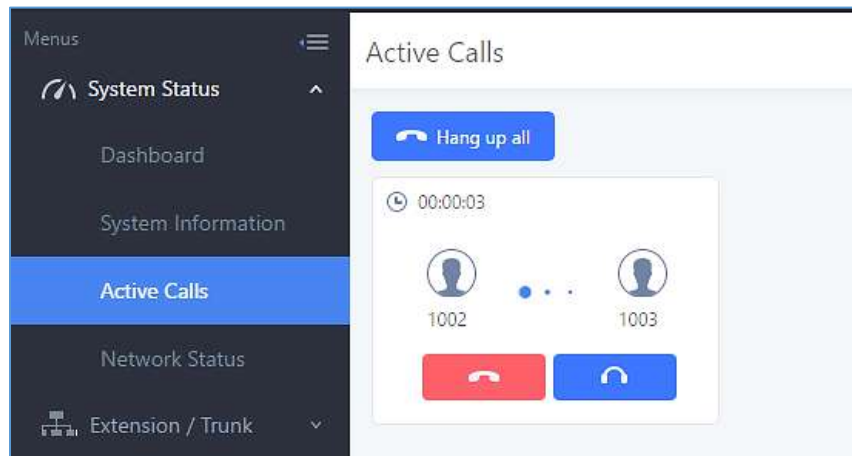 Menus
System Status
Dashboard
System Information
Active Calls
Network Status
Extension / Trunk
Active Calls
Hang up all
00:00:03
1002
1003